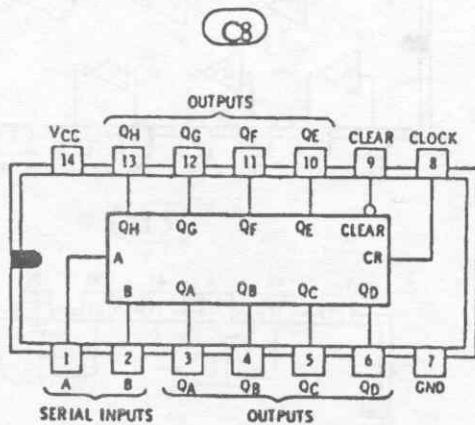 C8
OUTPUTS
VCC QH QG QF QE CLEAR CLOCK
14 13 12 11 10 9 8
QH QG QF QE CLEAR
A CR
B QA QB QC QD
1 2 3 4 5 6 7
A B QA QB QC QD GND
SERIAL INPUTS OUTPUTS